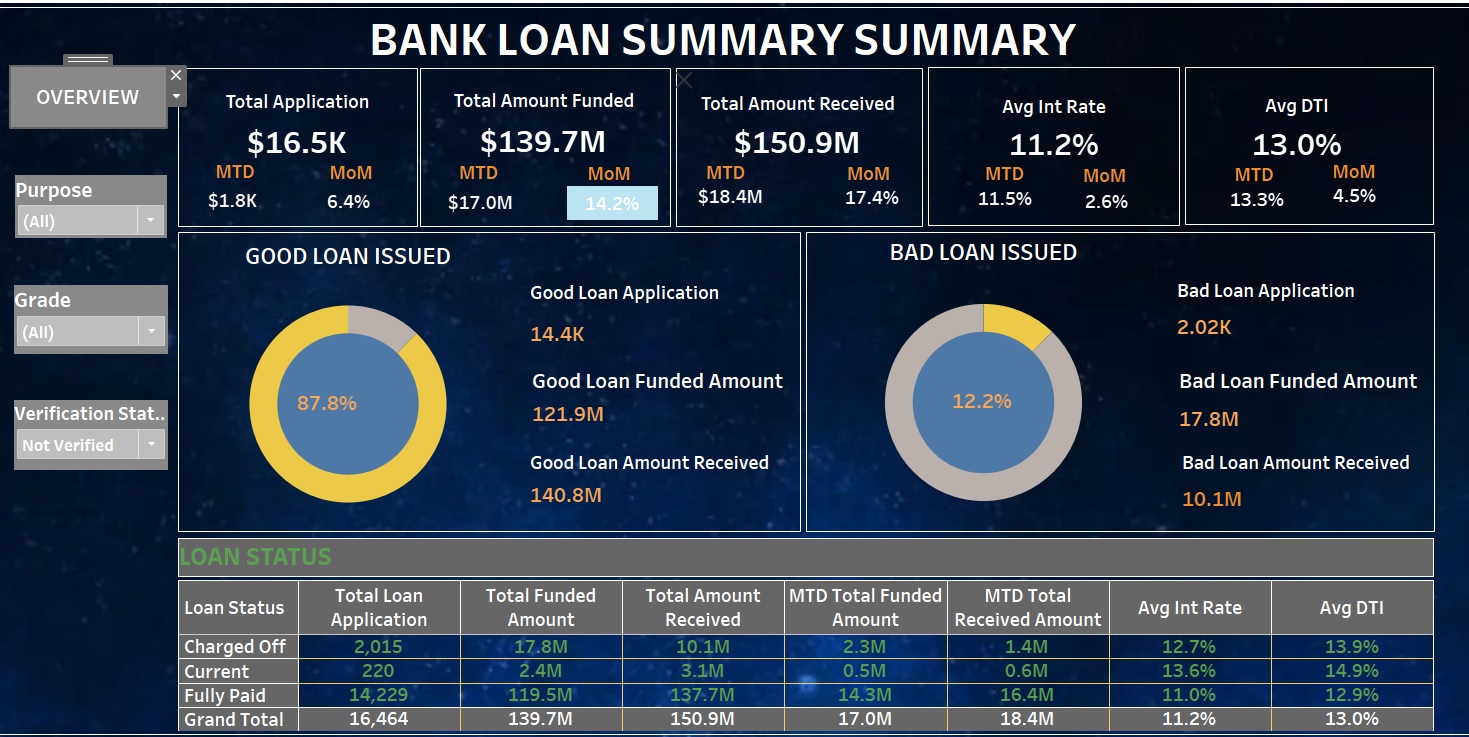 BANK LOAN SUMMARY SUMMARY
OVERVIEW
Purpose
(All)
Grade
(All)
Verification Stat..
Not Verified
Total Application
$16.5K
MTD MoM
$1.8K 6.4%
Total Amount Funded
$139.7M
MTD MoM
$17.0M 14.2%
Total Amount Received
$150.9M
MTD MoM
$18.4M 17.4%
Avg Int Rate
11.2%
MTD MoM
11.5% 2.6%
Avg DTI
13.0%
MTD MoM
13.3% 4.5%
GOOD LOAN ISSUED
87.8%
Good Loan Application
14.4K
Good Loan Funded Amount
121.9M
Good Loan Amount Received
140.8M
BAD LOAN ISSUED
12.2%
Bad Loan Application
2.02K
Bad Loan Funded Amount
17.8M
Bad Loan Amount Received
10.1M
LOAN STATUS
Loan Status Total Loan Application Total Funded Amount Total Amount Received MTD Total Funded Amount MTD Total Received Amount Avg Int Rate Avg DTI
Charged Off 2,015 17.8M 10.1M 2.3M 1.4M 12.7% 13.9%
Current 220 2.4M 3.1M 0.5M 0.6M 13.6% 14.9%
Fully Paid 14,229 119.5M 137.7M 14.3M 16.4M 11.0% 12.9%
Grand Total 16,464 139.7M 150.9M 17.0M 18.4M 11.2% 13.0%